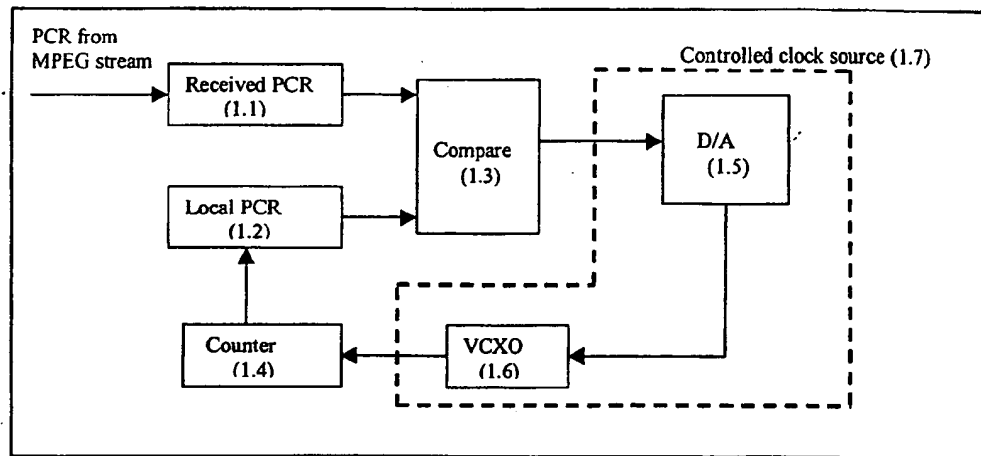 PCR from
MPEG stream
Controlled clock source (1.7)
Received PCR
(1.1)
Compare
(1.3)
D/A
(1.5)
Local PCR
(1.2)
Counter
(1.4)
VCXO
(1.6)